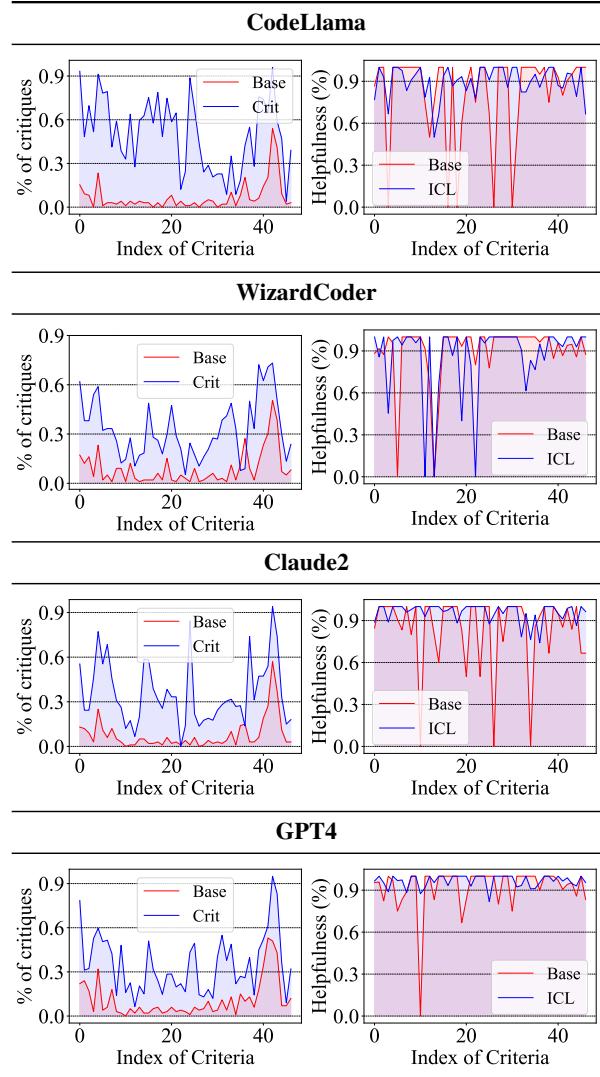 CodeLlama
% of critiques
0.9
0.6
0.3
0.0
Base
Crit
0
20
40
Index of Criteria
Helpfulness (%)
0.9
0.6
0.3
0.0
Base
ICL
0
20
40
Index of Criteria
WizardCoder
% of critiques
0.9
0.6
0.3
0.0
Base
Crit
0
20
40
Index of Criteria
Helpfulness (%)
0.9
0.6
0.3
0.0
Base
ICL
0
20
40
Index of Criteria
Claude2
% of critiques
0.9
0.6
0.3
0.0
Base
Crit
0
20
40
Index of Criteria
Helpfulness (%)
0.9
0.6
0.3
0.0
Base
ICL
0
20
40
Index of Criteria
GPT4
% of critiques
0.9
0.6
0.3
0.0
Base
Crit
0
20
40
Index of Criteria
Helpfulness (%)
0.9
0.6
0.3
0.0
Base
ICL
0
20
40
Index of Criteria